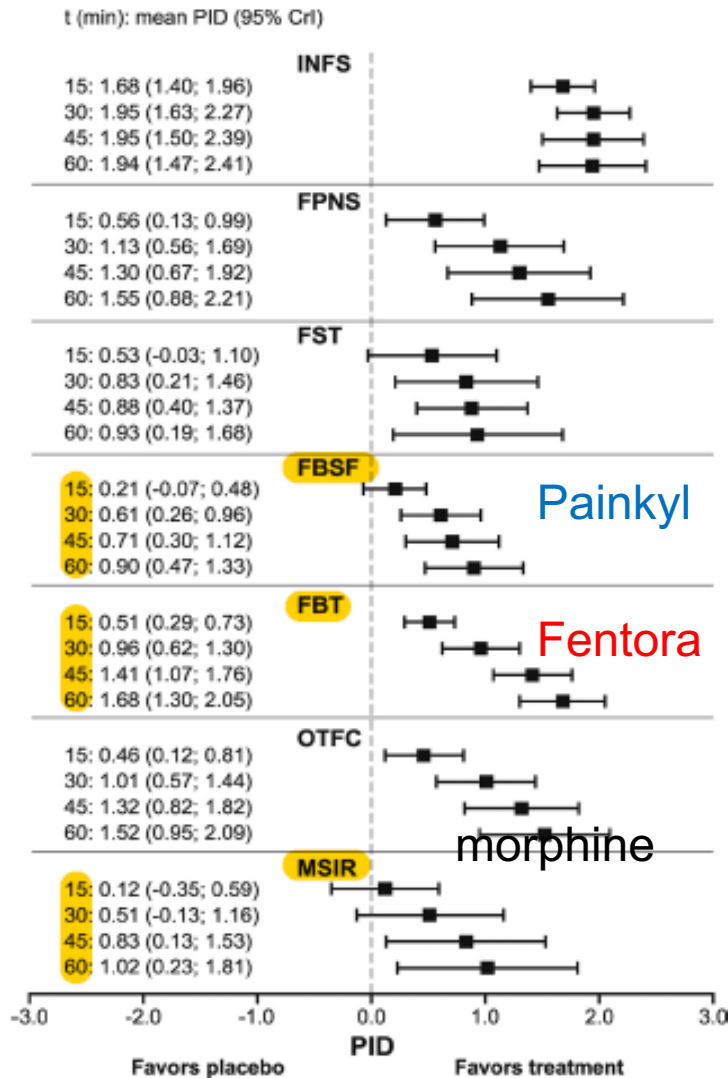 t (min): mean PID (95% CrI)
INFS
15: 1.68 (1.40; 1.96)
30: 1.95 (1.63; 2.27)
45: 1.95 (1.50; 2.39)
60: 1.94 (1.47; 2.41)
FPNS
15: 0.56 (0.13; 0.99)
30: 1.13 (0.56; 1.69)
45: 1.30 (0.67; 1.92)
60: 1.55 (0.88; 2.21)
FST
15: 0.53 (-0.03; 1.10)
30: 0.83 (0.21; 1.46)
45: 0.88 (0.40; 1.37)
60: 0.93 (0.19; 1.68)
FBSF
15: 0.21 (-0.07; 0.48)
Painkyl
30: 0.61 (0.26; 0.96)
45: 0.71 (0.30; 1.12)
60: 0.90 (0.47; 1.33)
FBT
15: 0.51 (0.29; 0.73)
Fentora
30: 0.96 (0.62; 1.30)
45: 1.41 (1.07; 1.76)
60: 1.68 (1.30; 2.05)
OTFC
15: 0.46 (0.12; 0.81)
30: 1.01 (0.57; 1.44)
45: 1.32 (0.82; 1.82)
60: 1.52 (0.95; 2.09)
morphine
MSIR
15: 0.12 (-0.35; 0.59)
30: 0.51 (-0.13; 1.16)
45: 0.83 (0.13; 1.53)
60: 1.02 (0.23; 1.81)
-3.0 -2.0 -1.0 0.0 1.0 2.0 3.0
PID
Favors placebo Favors treatment